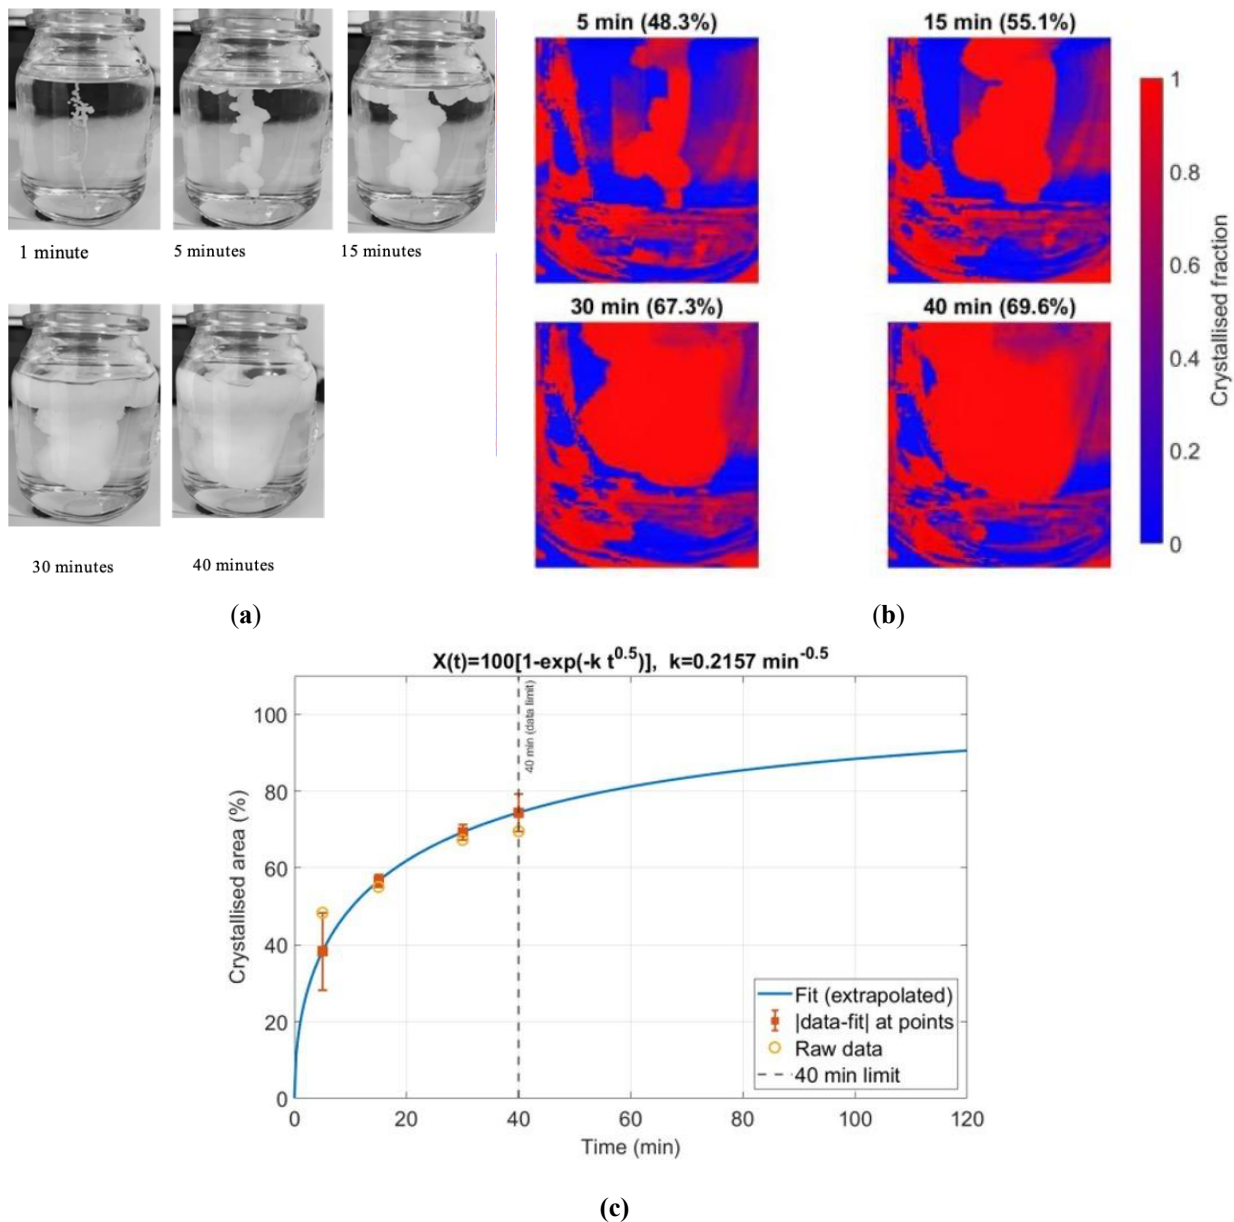 1 minute
5 minutes
15 minutes
30 minutes
40 minutes
(a)
5 min (48.3%)
15 min (55.1%)
30 min (67.3%)
40 min (69.6%)
1
0.8
0.6
0.4
0.2
0
Crystallised fraction
(b)
X(t)=100[1-exp(-k t^0.5)], k=0.2157 min^-0.5
100
80
60
40
20
0
Crystallised area (%)
40 min (data limit)
Fit (extrapolated)
|data-fit| at points
Raw data
40 min limit
0 20 40 60 80 100 120
Time (min)
(c)